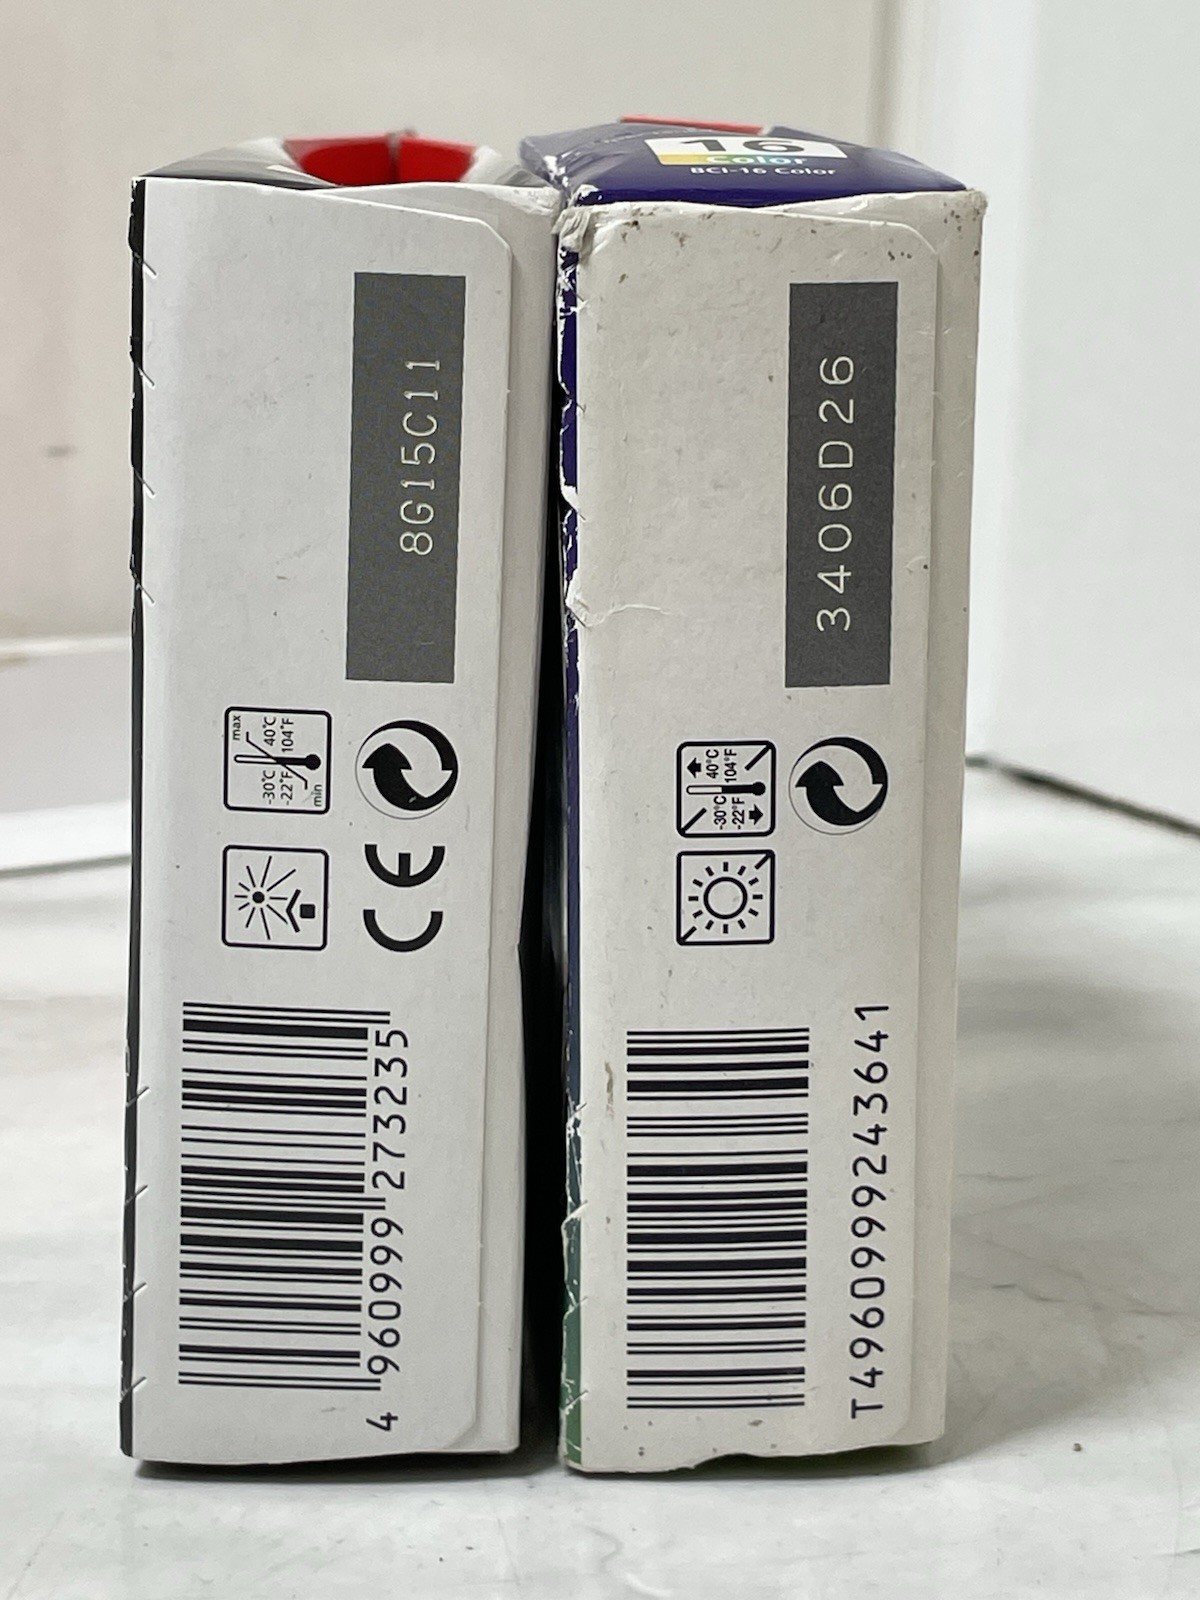 8G15C11
max
40°C
104°F
-30°C
-22°F
min
CE
4 960999 273235
16
Color
BCI-16 Color
3406D26
40°C
104°F
-30°C
-22°F
T4960999243641